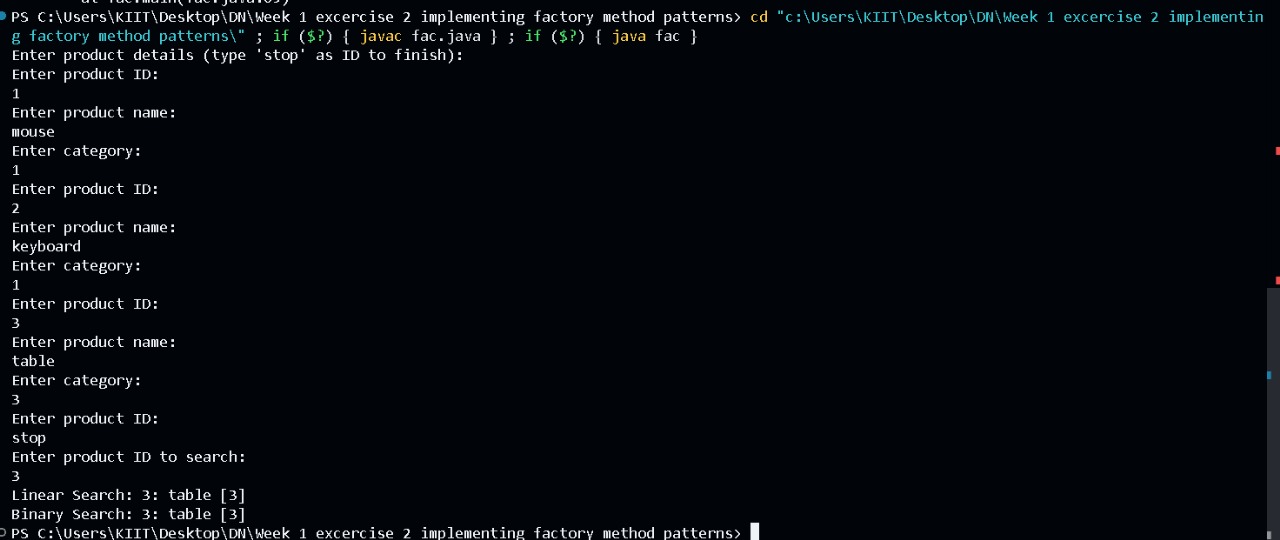 PS C:\Users\KIIT\Desktop\DN\Week 1 excercise 2 implementing factory method patterns> cd "c:\Users\KIIT\Desktop\DN\Week 1 excercise 2 implementin
g factory method patterns\" ; if ($?) { javac fac.java } ; if ($?) { java fac }
Enter product details (type 'stop' as ID to finish):
Enter product ID:
1
Enter product name:
mouse
Enter category:
1
Enter product ID:
2
Enter product name:
keyboard
Enter category:
1
Enter product ID:
3
Enter product name:
table
Enter category:
3
Enter product ID:
stop
Enter product ID to search:
3
Linear Search: 3: table [3]
Binary Search: 3: table [3]
PS C:\Users\KIIT\Desktop\DN\Week 1 excercise 2 implementing factory method patterns>